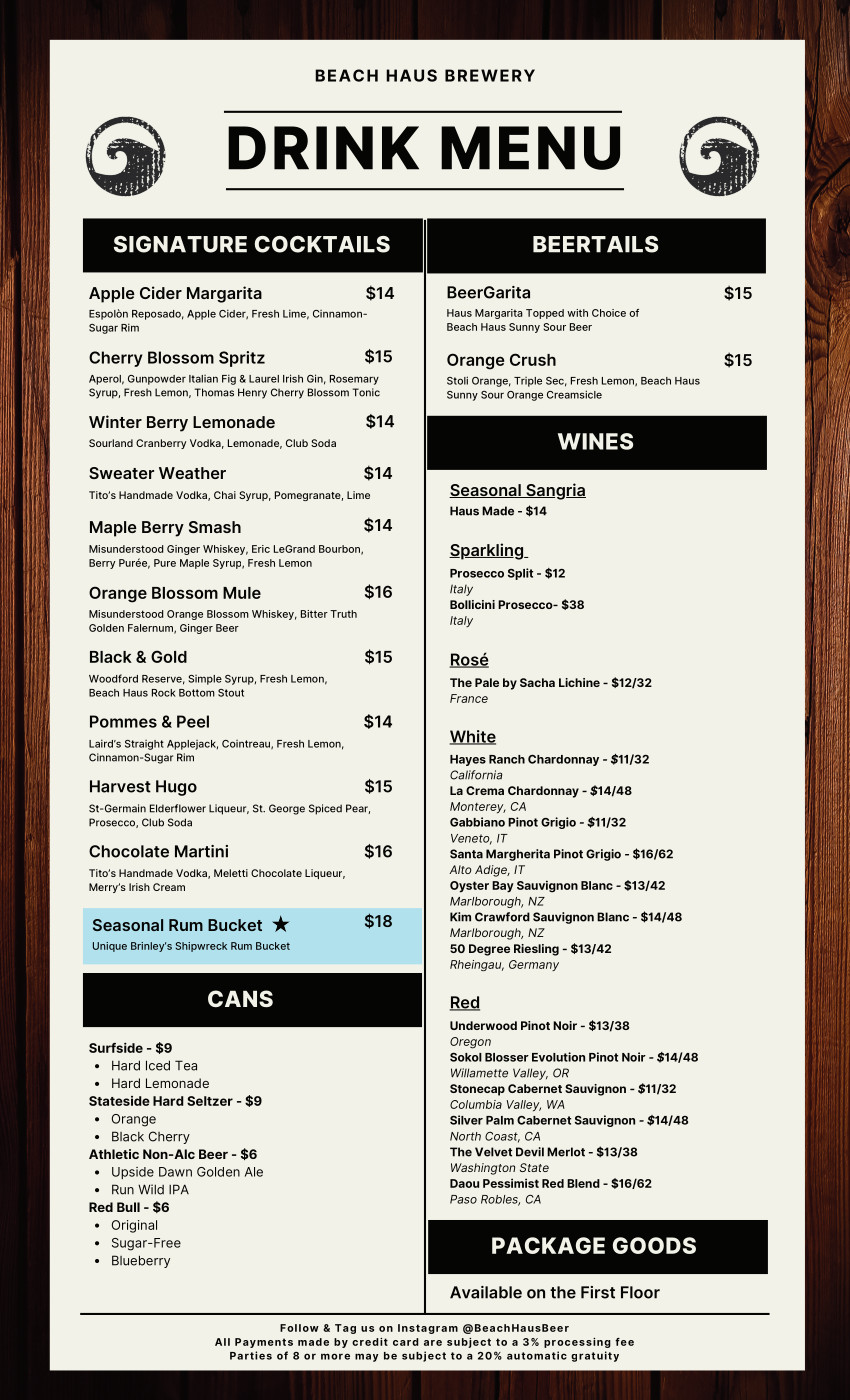 BEACH HAUS BREWERY
DRINK MENU
SIGNATURE COCKTAILS
Apple Cider Margarita $14
Espolòn Reposado, Apple Cider, Fresh Lime, Cinnamon-
Sugar Rim
Cherry Blossom Spritz $15
Aperol, Gunpowder Italian Fig & Laurel Irish Gin, Rosemary
Syrup, Fresh Lemon, Thomas Henry Cherry Blossom Tonic
Winter Berry Lemonade $14
Sourland Cranberry Vodka, Lemonade, Club Soda
Sweater Weather $14
Tito's Handmade Vodka, Chai Syrup, Pomegranate, Lime
Maple Berry Smash $14
Misunderstood Ginger Whiskey, Eric LeGrand Bourbon,
Berry Purée, Pure Maple Syrup, Fresh Lemon
Orange Blossom Mule $16
Misunderstood Orange Blossom Whiskey, Bitter Truth
Golden Falernum, Ginger Beer
Black & Gold $15
Woodford Reserve, Simple Syrup, Fresh Lemon,
Beach Haus Rock Bottom Stout
Pommes & Peel $14
Laird's Straight Applejack, Cointreau, Fresh Lemon,
Cinnamon-Sugar Rim
Harvest Hugo $15
St-Germain Elderflower Liqueur, St. George Spiced Pear,
Prosecco, Club Soda
Chocolate Martini $16
Tito's Handmade Vodka, Meletti Chocolate Liqueur,
Merry's Irish Cream
Seasonal Rum Bucket ★ $18
Unique Brinley's Shipwreck Rum Bucket
CANS
Surfside - $9
• Hard Iced Tea
• Hard Lemonade
Stateside Hard Seltzer - $9
• Orange
• Black Cherry
Athletic Non-Alc Beer - $6
• Upside Dawn Golden Ale
• Run Wild IPA
Red Bull - $6
• Original
• Sugar-Free
• Blueberry
BEERTAILS
BeerGarita $15
Haus Margarita Topped with Choice of
Beach Haus Sunny Sour Beer
Orange Crush $15
Stoli Orange, Triple Sec, Fresh Lemon, Beach Haus
Sunny Sour Orange Creamsicle
WINES
Seasonal Sangria
Haus Made - $14
Sparkling
Prosecco Split - $12
Italy
Bollicini Prosecco- $38
Italy
Rosé
The Pale by Sacha Lichine - $12/32
France
White
Hayes Ranch Chardonnay - $11/32
California
La Crema Chardonnay - $14/48
Monterey, CA
Gabbiano Pinot Grigio - $11/32
Veneto, IT
Santa Margherita Pinot Grigio - $16/62
Alto Adige, IT
Oyster Bay Sauvignon Blanc - $13/42
Marlborough, NZ
Kim Crawford Sauvignon Blanc - $14/48
Marlborough, NZ
50 Degree Riesling - $13/42
Rheingau, Germany
Red
Underwood Pinot Noir - $13/38
Oregon
Sokol Blosser Evolution Pinot Noir - $14/48
Willamette Valley, OR
Stonecap Cabernet Sauvignon - $11/32
Columbia Valley, WA
Silver Palm Cabernet Sauvignon - $14/48
North Coast, CA
The Velvet Devil Merlot - $13/38
Washington State
Daou Pessimist Red Blend - $16/62
Paso Robles, CA
PACKAGE GOODS
Available on the First Floor
Follow & Tag us on Instagram @BeachHausBeer
All Payments made by credit card are subject to a 3% processing fee
Parties of 8 or more may be subject to a 20% automatic gratuity